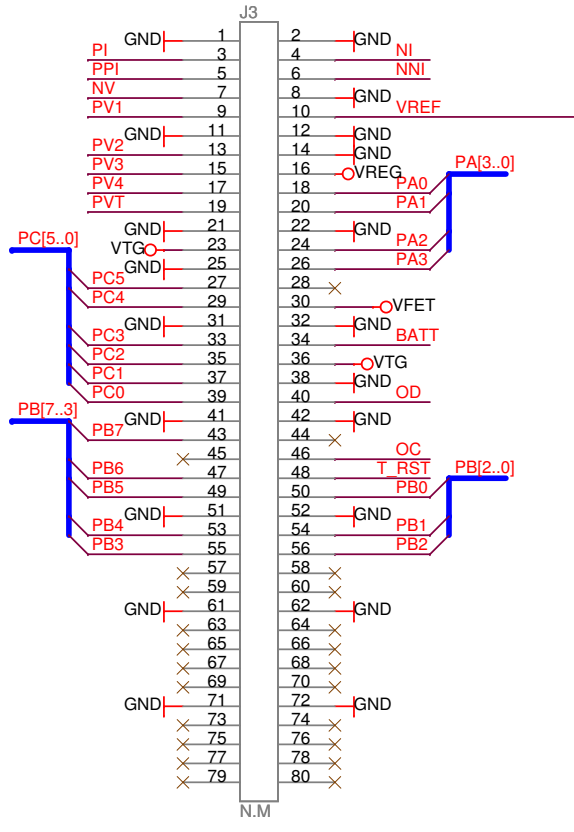 J3
GND 1 2 GND
PI 3 4 NI
PPI 5 6 NNI
NV 7 8 GND
PV1 9 10 VREF
GND 11 12 GND
PV2 13 14 GND
PV3 15 16 VREG PA[3..0]
PV4 17 18 PA0
PVT 19 20 PA1
GND 21 22 GND
PC[5..0] VTG 23 24 PA2
GND 25 26 PA3
PC5 27 28
PC4 29 30 VFET
GND 31 32 GND
PC3 33 34 BATT
PC2 35 36 VTG
PC1 37 38 GND
PC0 39 40 OD
PB[7..3] GND 41 42 GND
PB7 43 44
45 46 OC
PB6 47 48 T_RST PB[2..0]
PB5 49 50 PB0
GND 51 52 GND
PB4 53 54 PB1
PB3 55 56 PB2
57 58
59 60
GND 61 62 GND
63 64
65 66
67 68
69 70
GND 71 72 GND
73 74
75 76
77 78
79 80
N.M